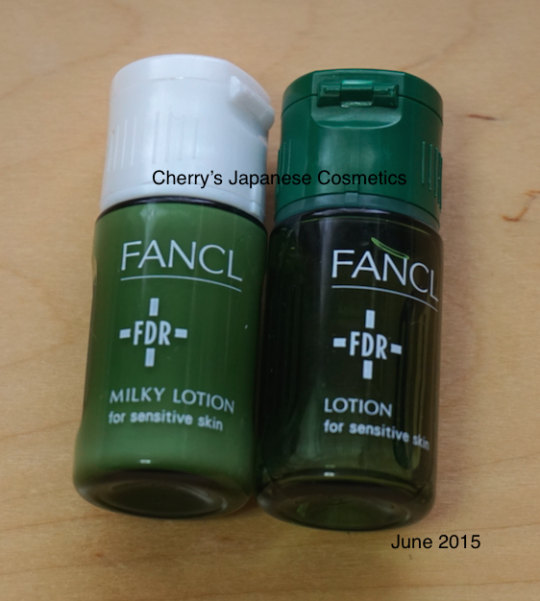 Cherry's Japanese Cosmetics
FANCL
FDR
MILKY LOTION
for sensitive skin
FANCL
FDR
LOTION
for sensitive skin
June 2015